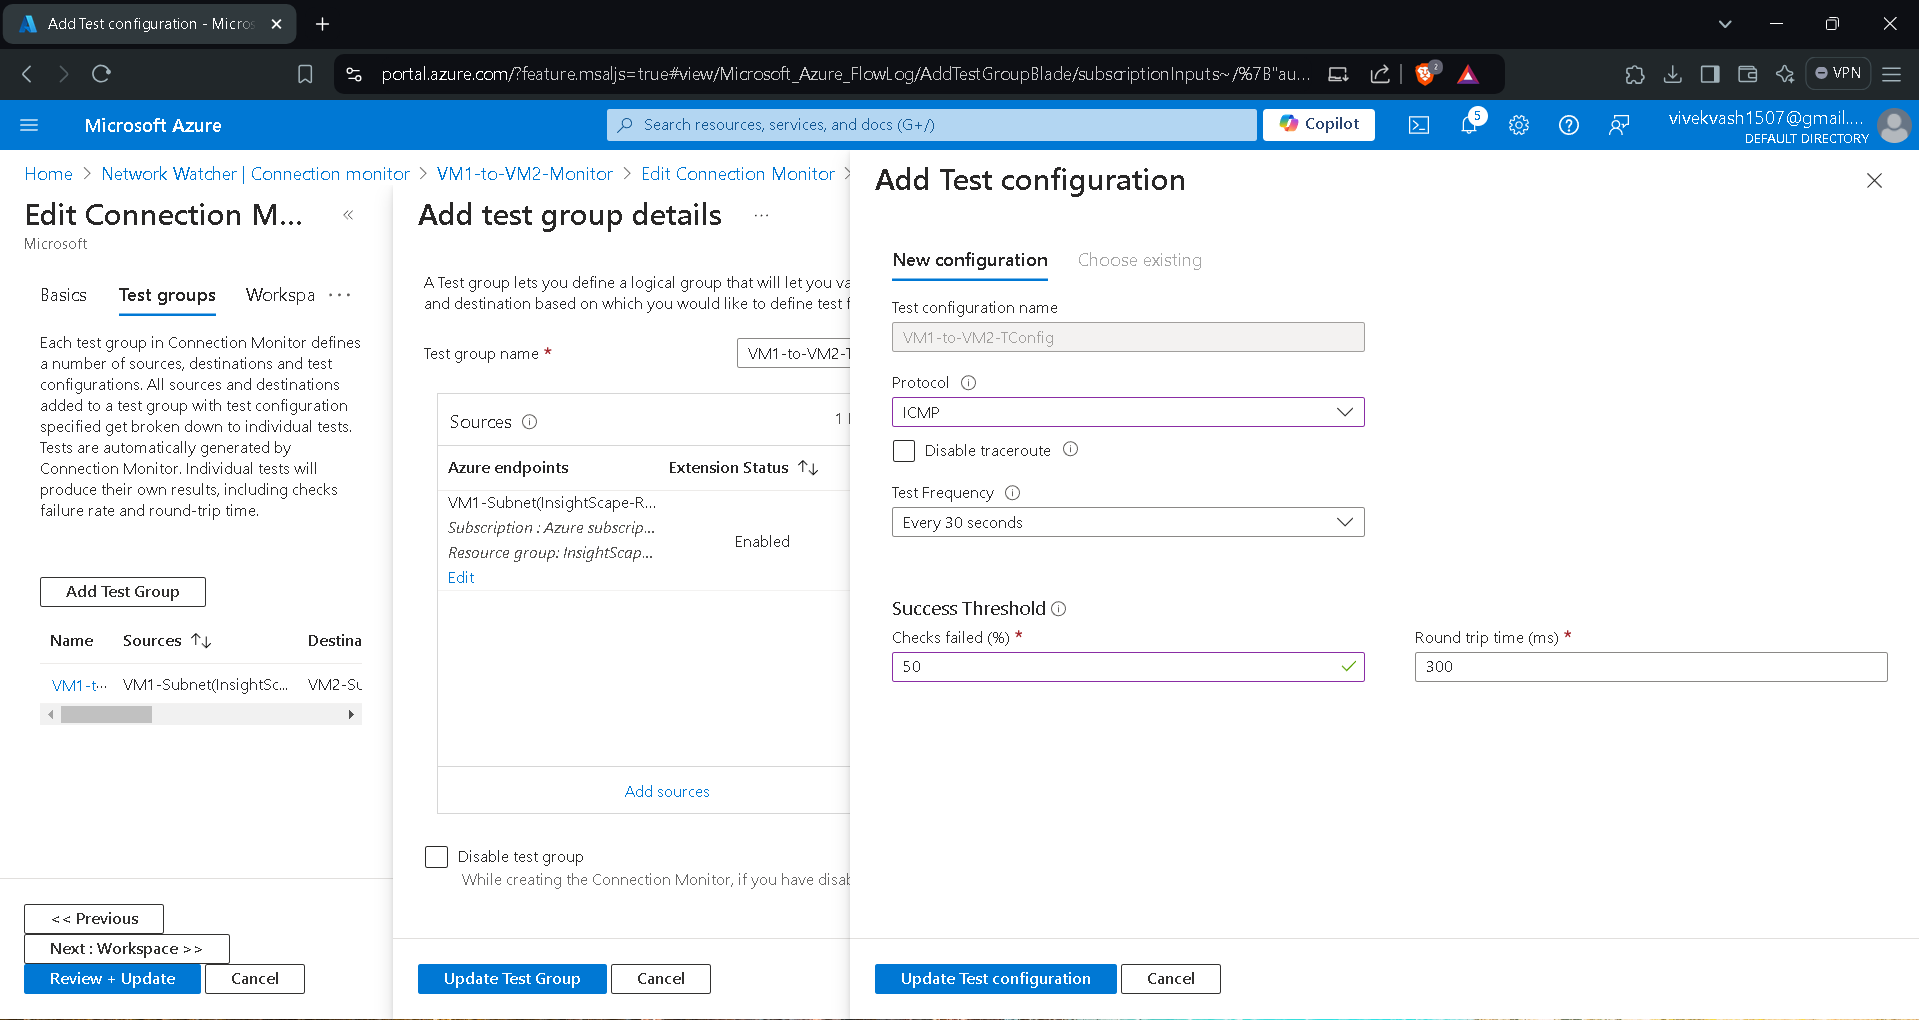 Add Test configuration - Micros
portal.azure.com/?feature.msaljs=true#view/Microsoft_Azure_FlowLog/AddTestGroupBlade/subscriptionInputs~/%7B"au...
2
VPN
Microsoft Azure
Search resources, services, and docs (G+/)
Copilot
5
vivekvash1507@gmail....
DEFAULT DIRECTORY
Home > Network Watcher | Connection monitor > VM1-to-VM2-Monitor > Edit Connection Monitor >
Edit Connection M...
«
Microsoft
Basics
Test groups
Workspa
...
Each test group in Connection Monitor defines
a number of sources, destinations and test
configurations. All sources and destinations
added to a test group with test configuration
specified get broken down to individual tests.
Tests are automatically generated by
Connection Monitor. Individual tests will
produce their own results, including checks
failure rate and round-trip time.
Add Test Group
Name Sources ↑↓ Destina
VM1-t... VM1-Subnet(InsightSc... VM2-Su
<< Previous
Next : Workspace >>
Review + Update
Cancel
Add test group details
...
A Test group lets you define a logical group that will let you va
and destination based on which you would like to define test f
Test group name *
VM1-to-VM2-T
Sources
1
Azure endpoints
Extension Status ↑↓
VM1-Subnet(InsightScape-R...
Subscription : Azure subscrip...
Resource group: InsightScap...
Edit
Enabled
Add sources
Disable test group
While creating the Connection Monitor, if you have disab
Update Test Group
Cancel
Add Test configuration
New configuration
Choose existing
Test configuration name
VM1-to-VM2-TConfig
Protocol
ICMP
Disable traceroute
Test Frequency
Every 30 seconds
Success Threshold
Checks failed (%) *
50
Round trip time (ms) *
300
Update Test configuration
Cancel